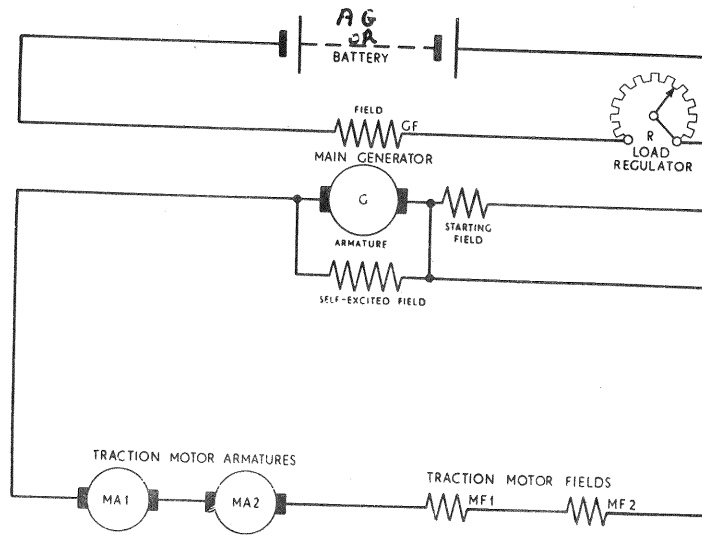 AG
OR
BATTERY
FIELD
GF
MAIN GENERATOR
R
LOAD
REGULATOR
G
ARMATURE
STARTING
FIELD
SELF-EXCITED FIELD
TRACTION MOTOR ARMATURES
MA1
MA2
TRACTION MOTOR FIELDS
MF1
MF2